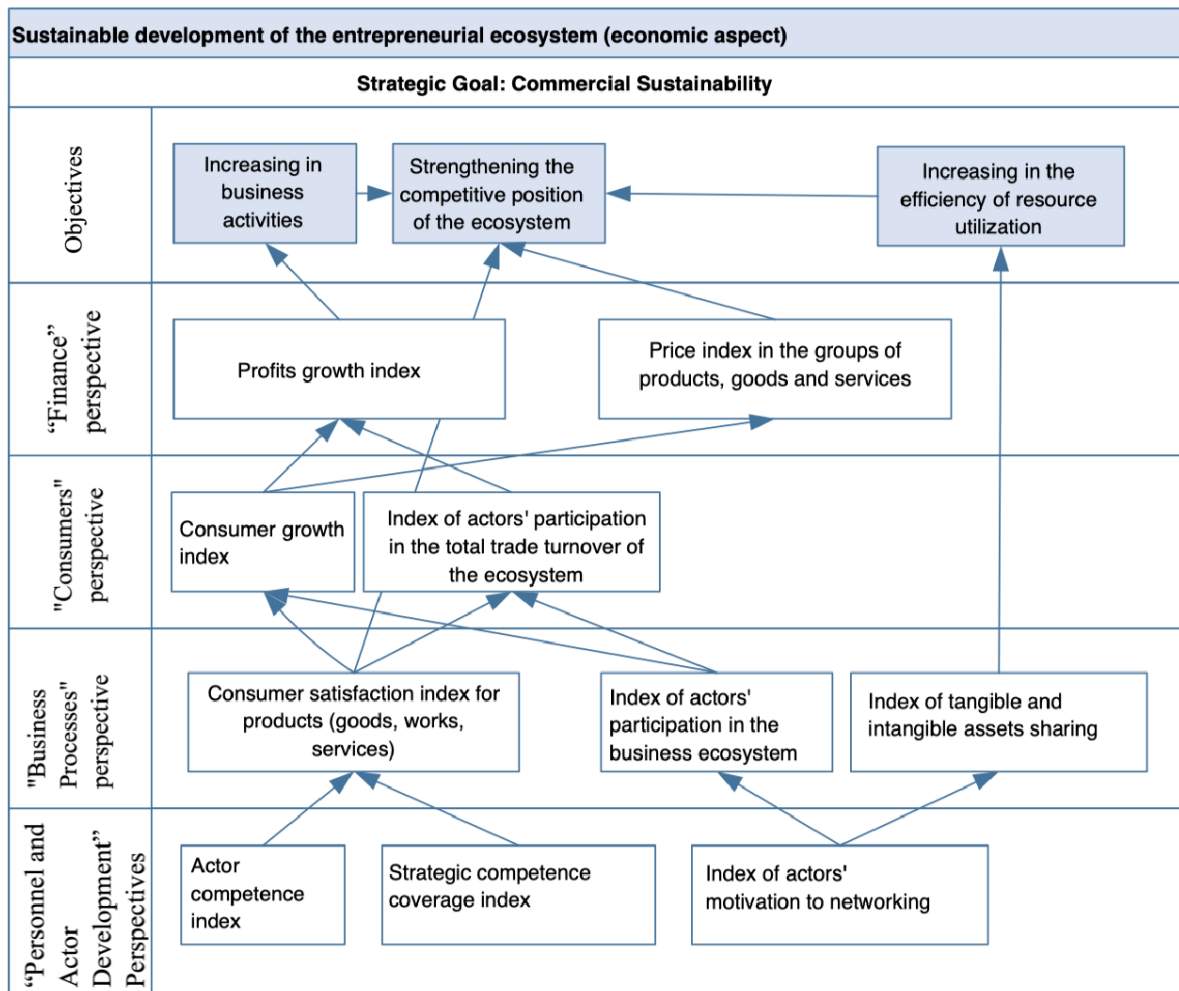 Sustainable development of the entrepreneurial ecosystem (economic aspect)
Strategic Goal: Commercial Sustainability
Objectives
Increasing in
business
activities
Strengthening the
competitive position
of the ecosystem
Increasing in the
efficiency of resource
utilization
“Finance”
perspective
Profits growth index
Price index in the groups of
products, goods and services
"Consumers"
perspective
Consumer growth
index
Index of actors' participation
in the total trade turnover of
the ecosystem
"Business
Processes"
perspective
Consumer satisfaction index for
products (goods, works,
services)
Index of actors'
participation in the
business ecosystem
Index of tangible and
intangible assets sharing
“Personnel and
Actor
Development”
Perspectives
Actor
competence
index
Strategic competence
coverage index
Index of actors'
motivation to networking